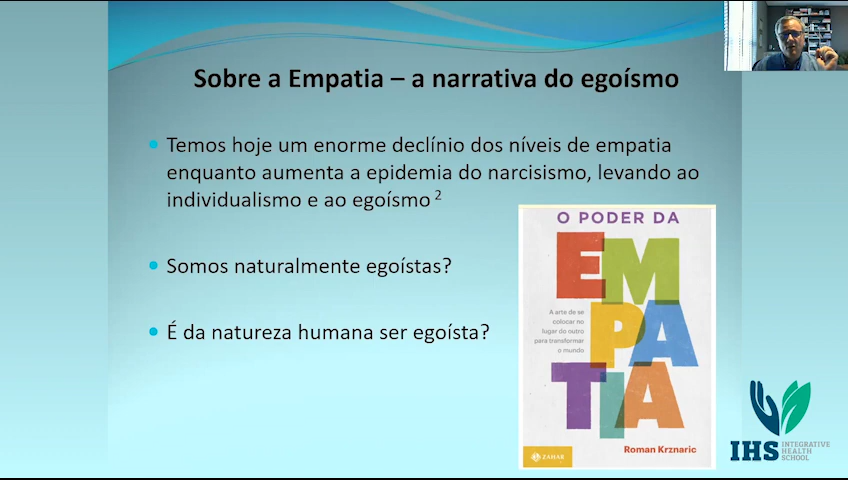 Sobre a Empatia – a narrativa do egoísmo
Temos hoje um enorme declínio dos níveis de empatia
enquanto aumenta a epidemia do narcisismo, levando ao
individualismo e ao egoísmo 2
Somos naturalmente egoístas?
É da natureza humana ser egoísta?
O PODER DA
EM
PA
TIA
A arte de se
colocar no
lugar do outro
para transformar
o mundo
Roman Krznaric
ZAHAR
IHS INTEGRATIVE
HEALTH
SCHOOL